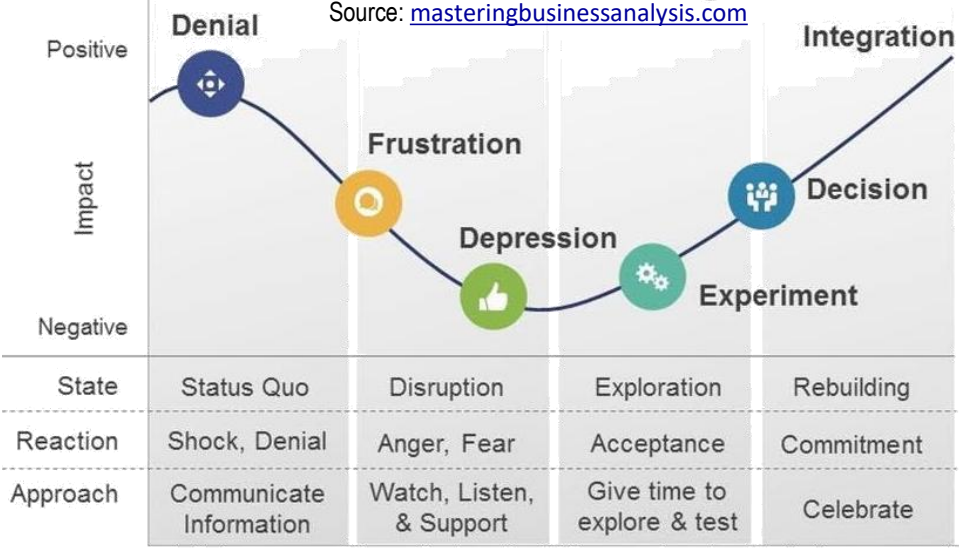 Source: masteringbusinessanalysis.com
Denial
Integration
Positive
Frustration
Impact
Decision
Depression
Experiment
Negative
State Status Quo Disruption Exploration Rebuilding
Reaction Shock, Denial Anger, Fear Acceptance Commitment
Approach
Communicate
Information
Watch, Listen,
& Support
Give time to
explore & test
Celebrate